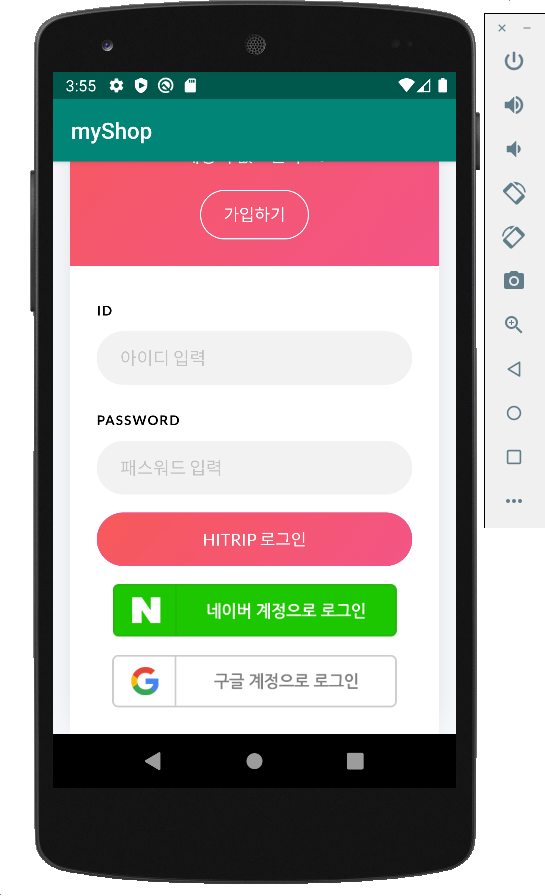 3:55
myShop
가입하기
ID
아이디 입력
PASSWORD
패스워드 입력
HITRIP 로그인
N 네이버 계정으로 로그인
G 구글 계정으로 로그인